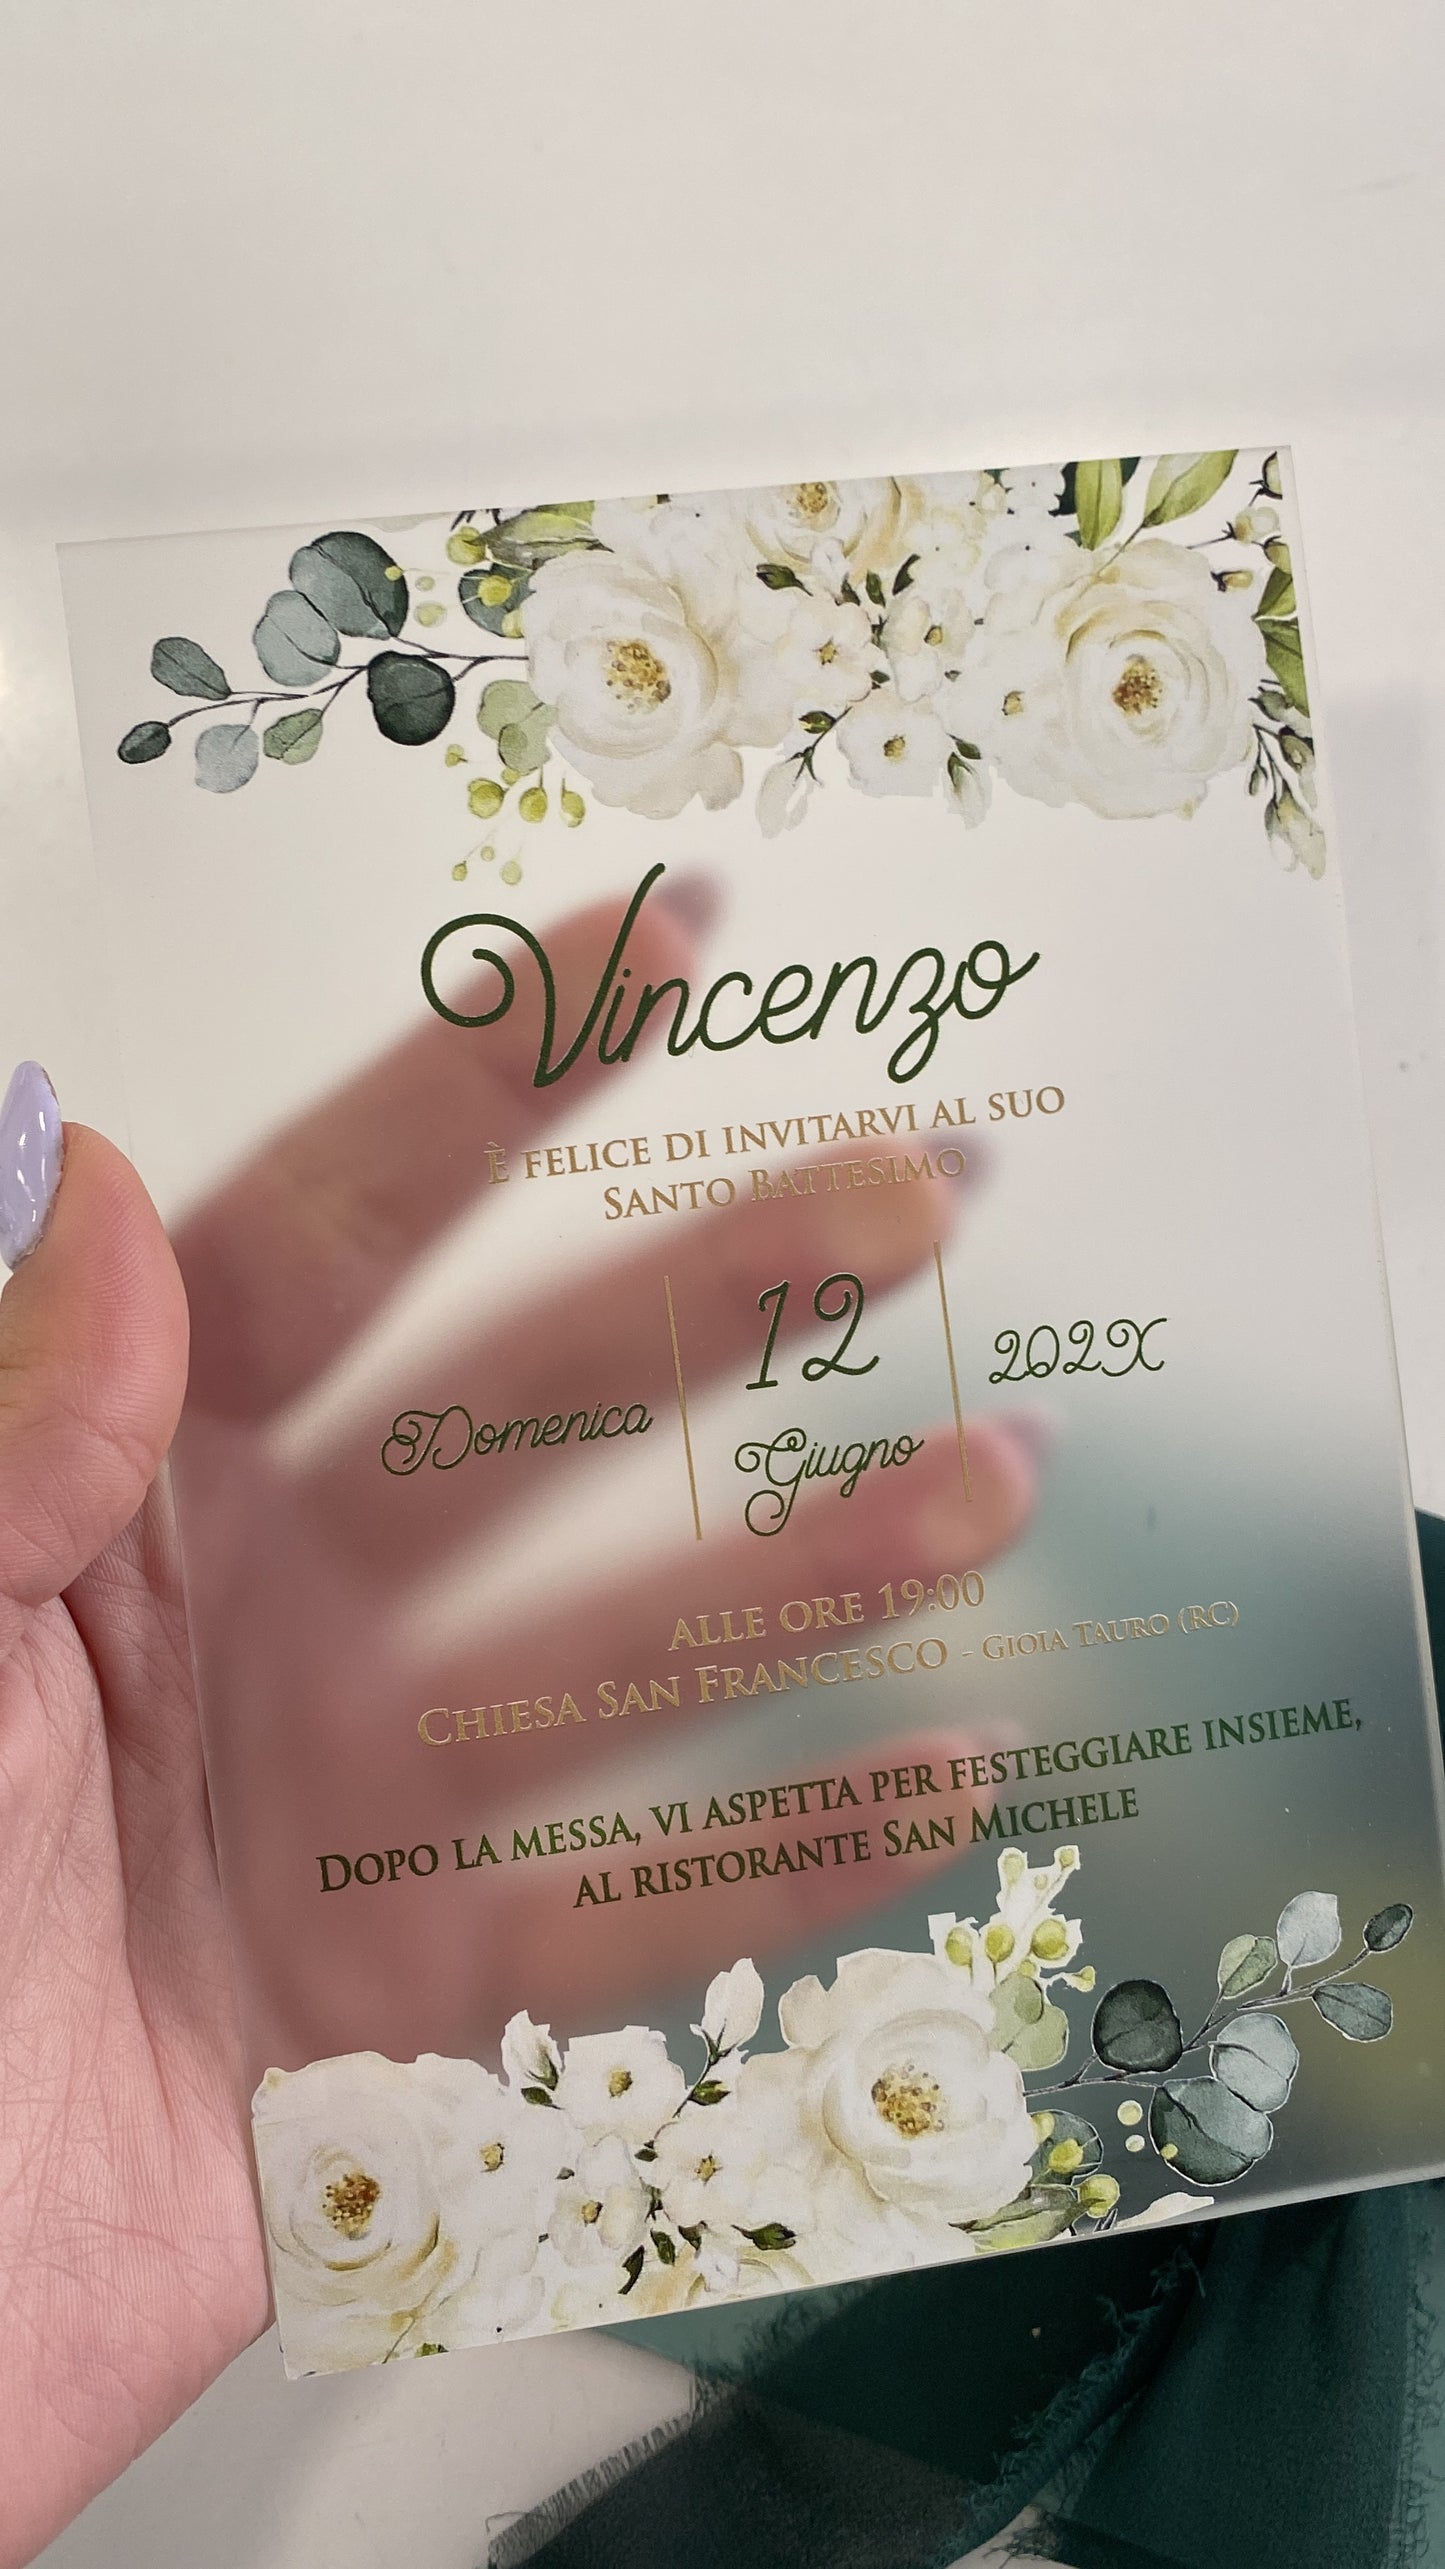 Vincenzo
È FELICE DI INVITARVI AL SUO
SANTO BATTESIMO
Domenica
12
Giugno
202X
ALLE ORE 19:00
CHIESA SAN FRANCESCO - GIOIA TAURO (RC)
DOPO LA MESSA, VI ASPETTA PER FESTEGGIARE INSIEME,
AL RISTORANTE SAN MICHELE